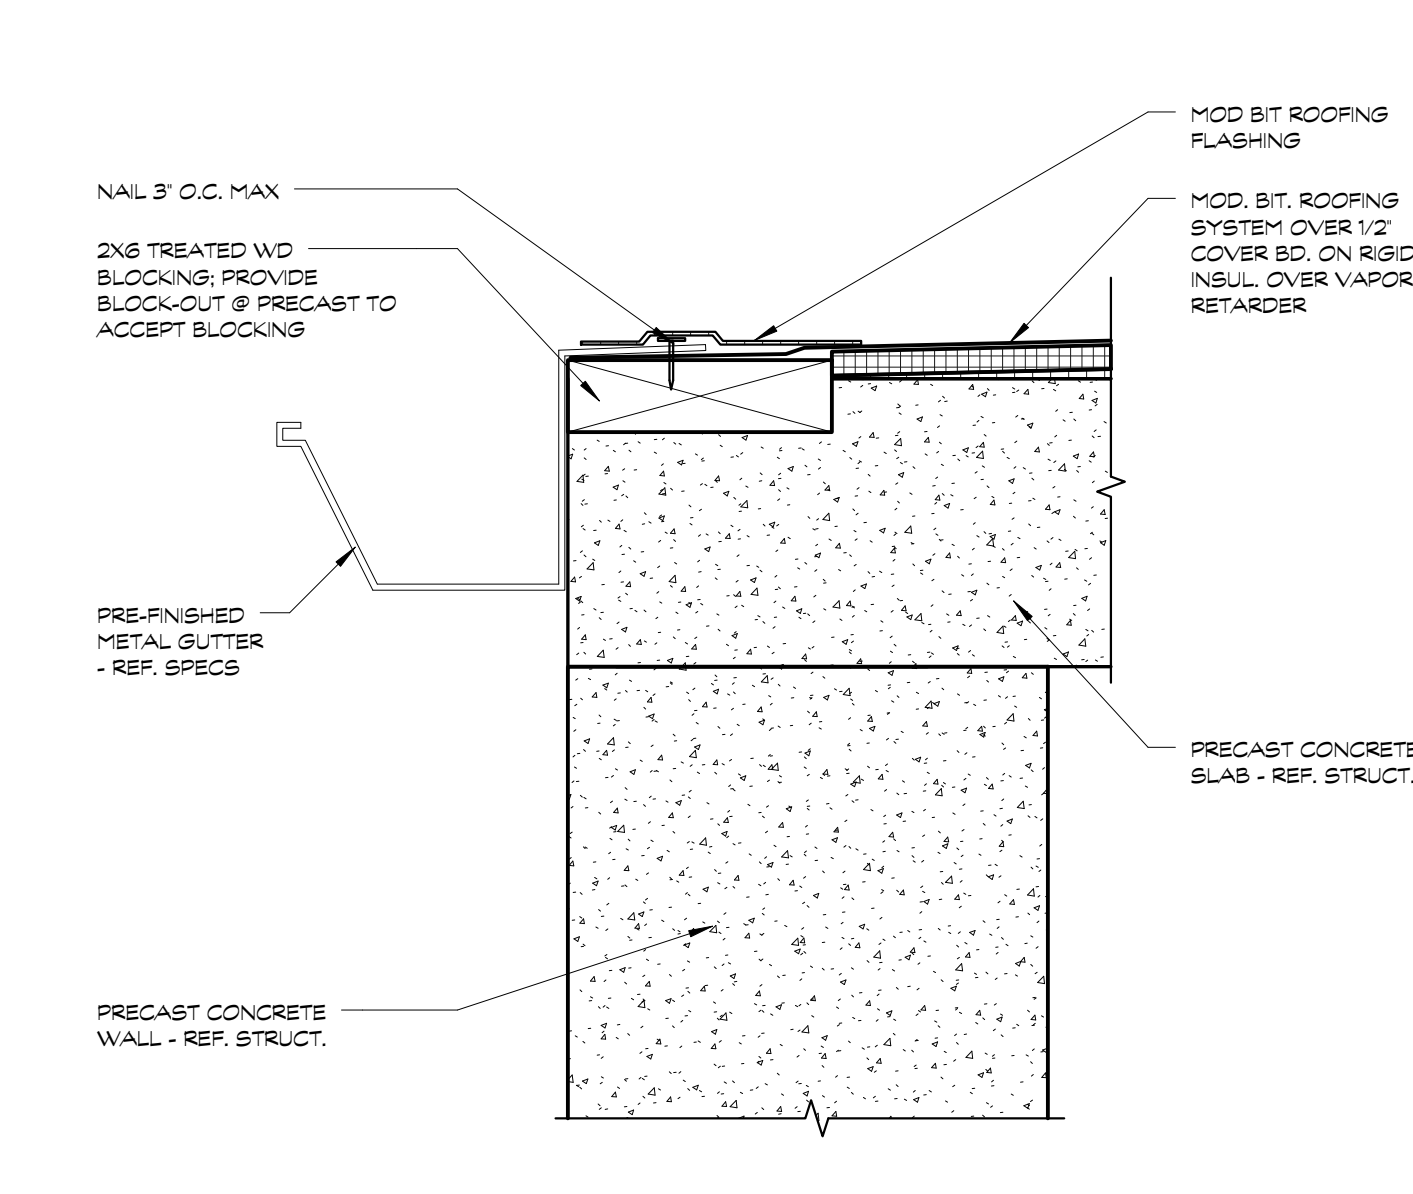 MOD BIT ROOFING
FLASHING
NAIL 3" O.C. MAX
MOD. BIT. ROOFING
SYSTEM OVER 1/2"
COVER BD. ON RIGID
INSUL. OVER VAPOR
RETARDER
2X6 TREATED WD
BLOCKING; PROVIDE
BLOCK-OUT @ PRECAST TO
ACCEPT BLOCKING
PRE-FINISHED
METAL GUTTER
- REF. SPECS
PRECAST CONCRETE
SLAB - REF. STRUCT.
PRECAST CONCRETE
WALL - REF. STRUCT.